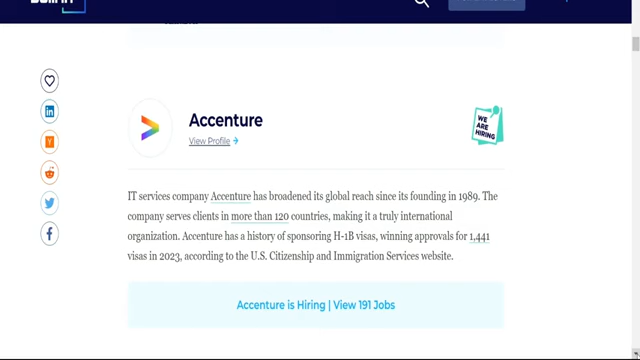 Accenture
View Profile
WE ARE HIRING
IT services company Accenture has broadened its global reach since its founding in 1989. The
company serves clients in more than 120 countries, making it a truly international
organization. Accenture has a history of sponsoring H-1B visas, winning approvals for 1,441
visas in 2023, according to the U.S. Citizenship and Immigration Services website.
Accenture is Hiring | View 191 Jobs